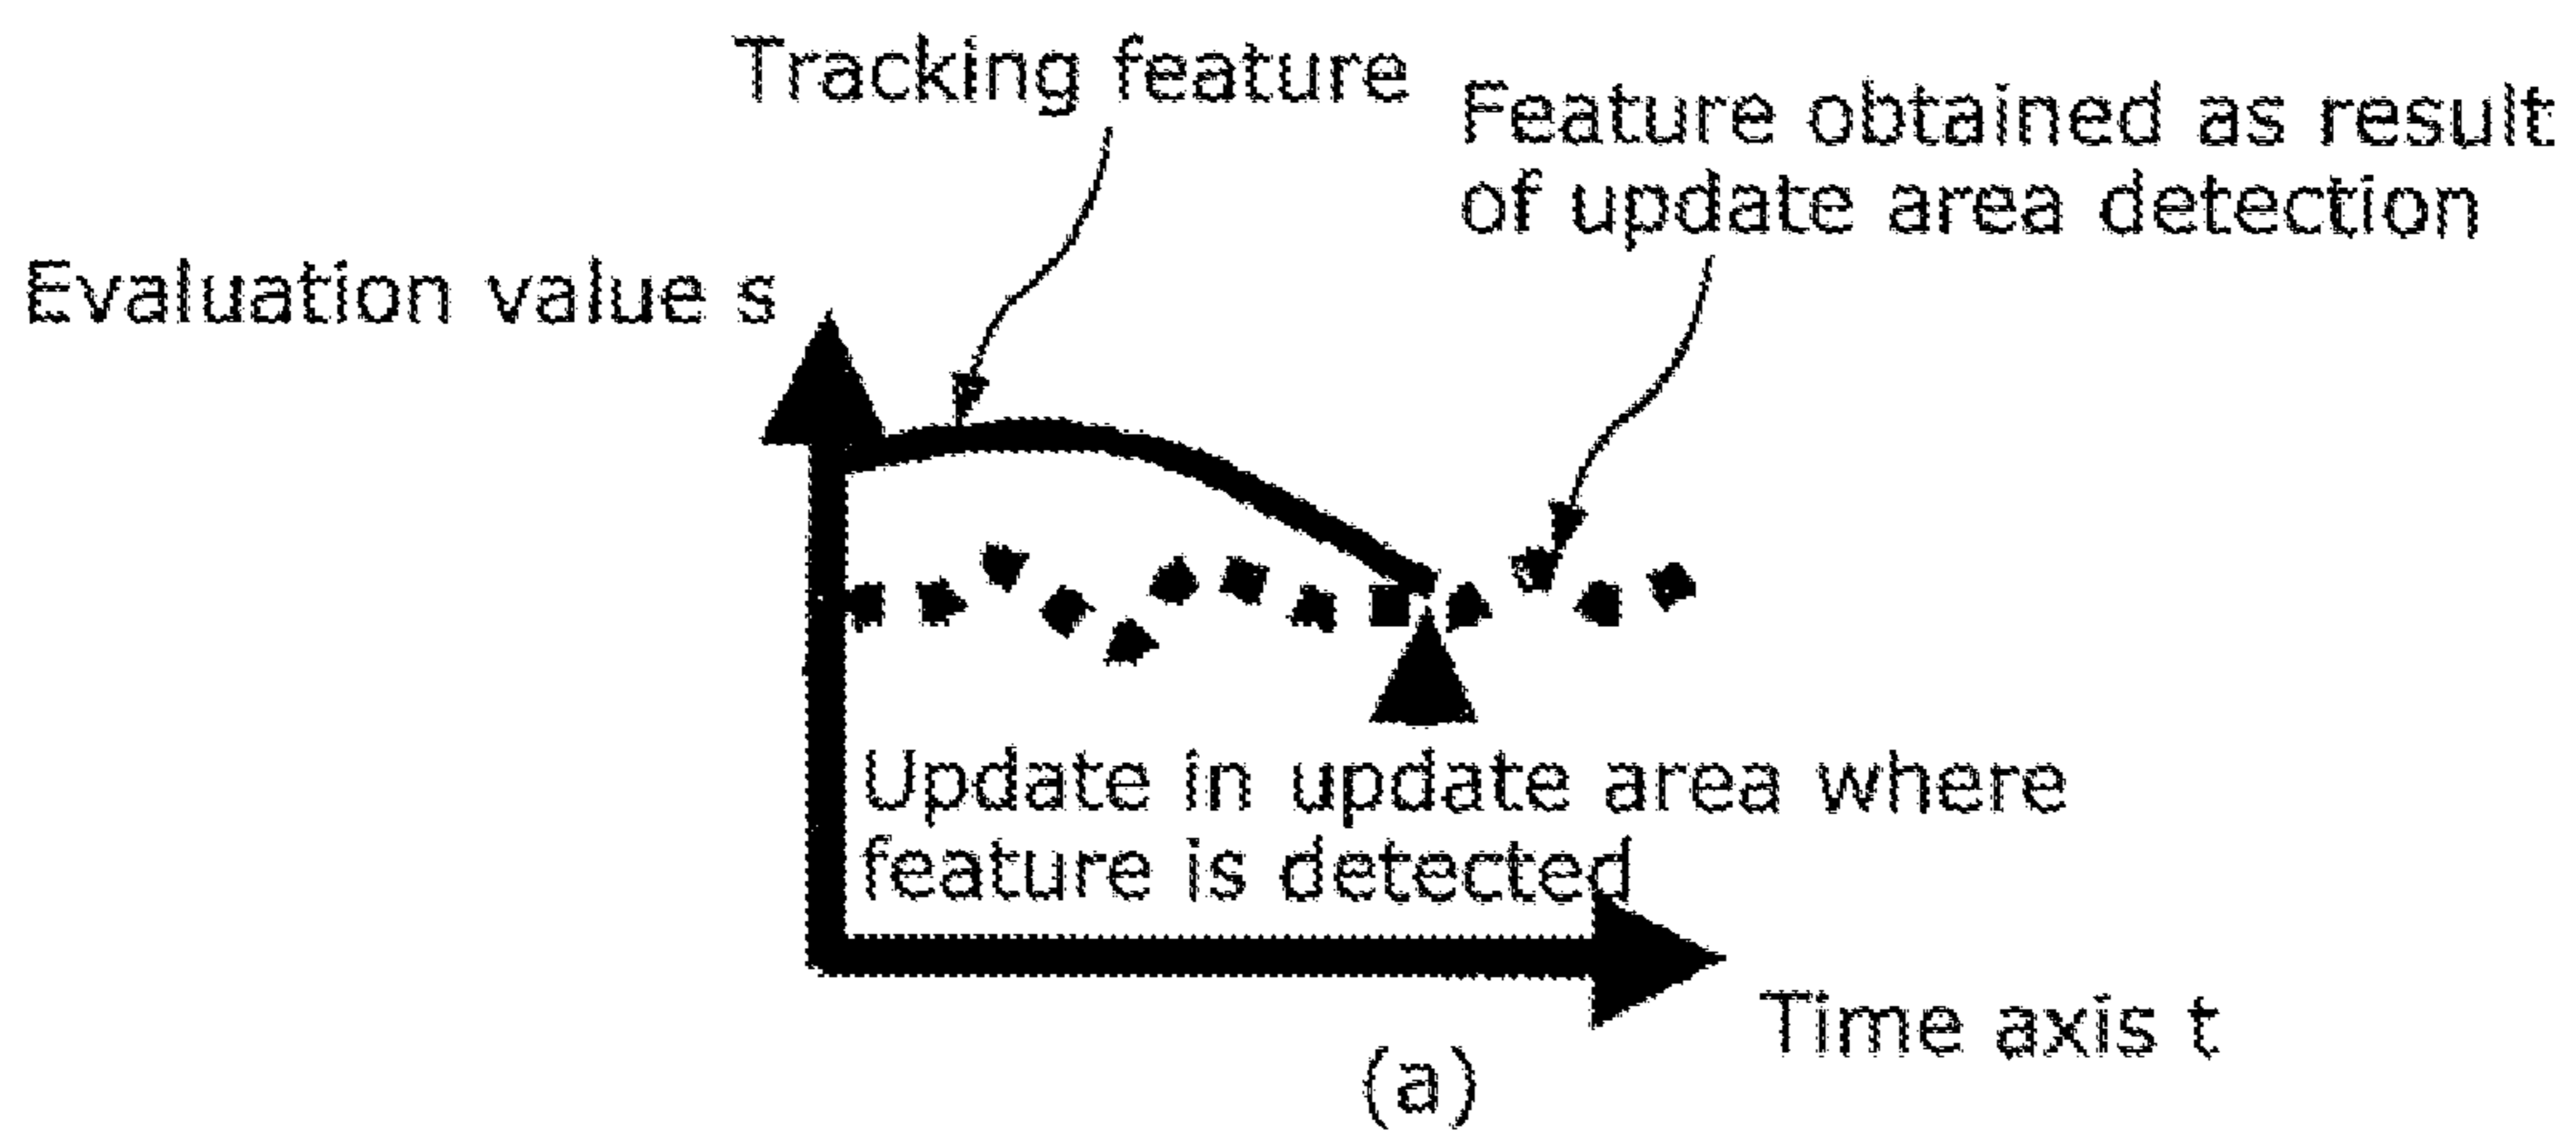 Tracking feature
Feature obtained as result
of update area detection
Evaluation value s
Update in update area where
feature is detected
Time axis t
(a)